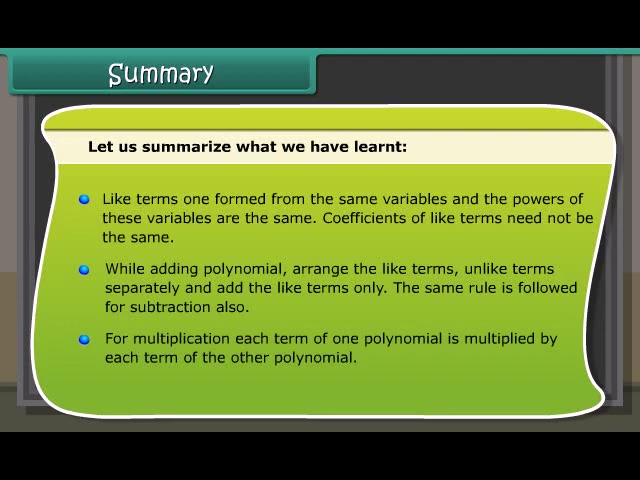 Summary
Let us summarize what we have learnt:
Like terms one formed from the same variables and the powers of
these variables are the same. Coefficients of like terms need not be
the same.
While adding polynomial, arrange the like terms, unlike terms
separately and add the like terms only. The same rule is followed
for subtraction also.
For multiplication each term of one polynomial is multiplied by
each term of the other polynomial.